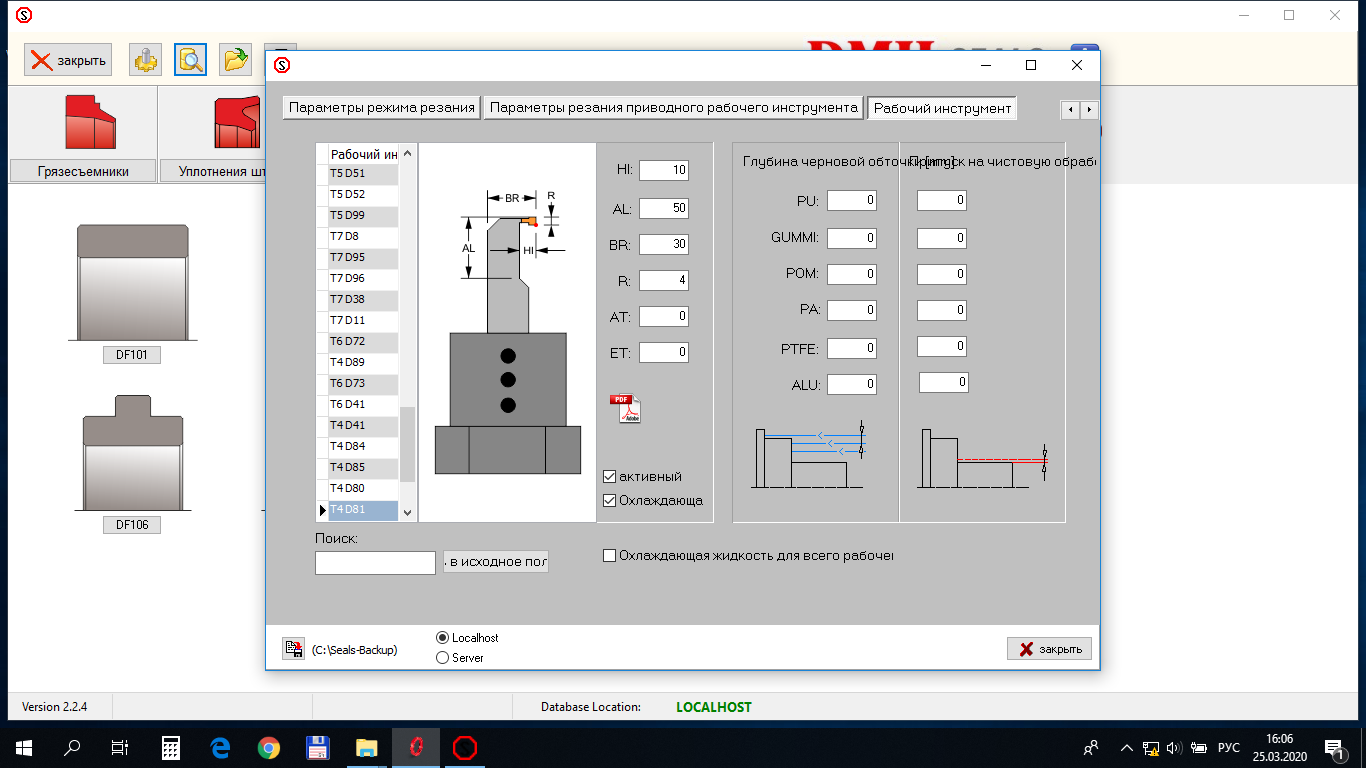 закрыть
Грязесъемники
Уплотнения шт
DF101
DF106
Параметры режима резания
Параметры резания приводного рабочего инструмента
Рабочий инструмент
Рабочий ин
T5 D51
T5 D52
T5 D99
T7 D8
T7 D95
T7 D96
T7 D38
T7 D11
T6 D72
T4 D89
T6 D73
T6 D41
T4 D41
T4 D84
T4 D85
T4 D80
T4 D81
BR
R
AL
HI
HI: 10
AL: 50
BR: 30
R: 4
AT: 0
ET: 0
PDF
Adobe
активный
Охлаждающа
Глубина черновой обточк
Припуск на чистовую обраб
PU: 0 0
GUMMI: 0 0
POM: 0 0
PA: 0 0
PTFE: 0 0
ALU: 0 0
Поиск:
в исходное пол
Охлаждающая жидкость для всего рабочег
(C:\Seals-Backup)
Localhost
Server
закрыть
Version 2.2.4
Database Location:
LOCALHOST
РУС
16:06
25.03.2020
1